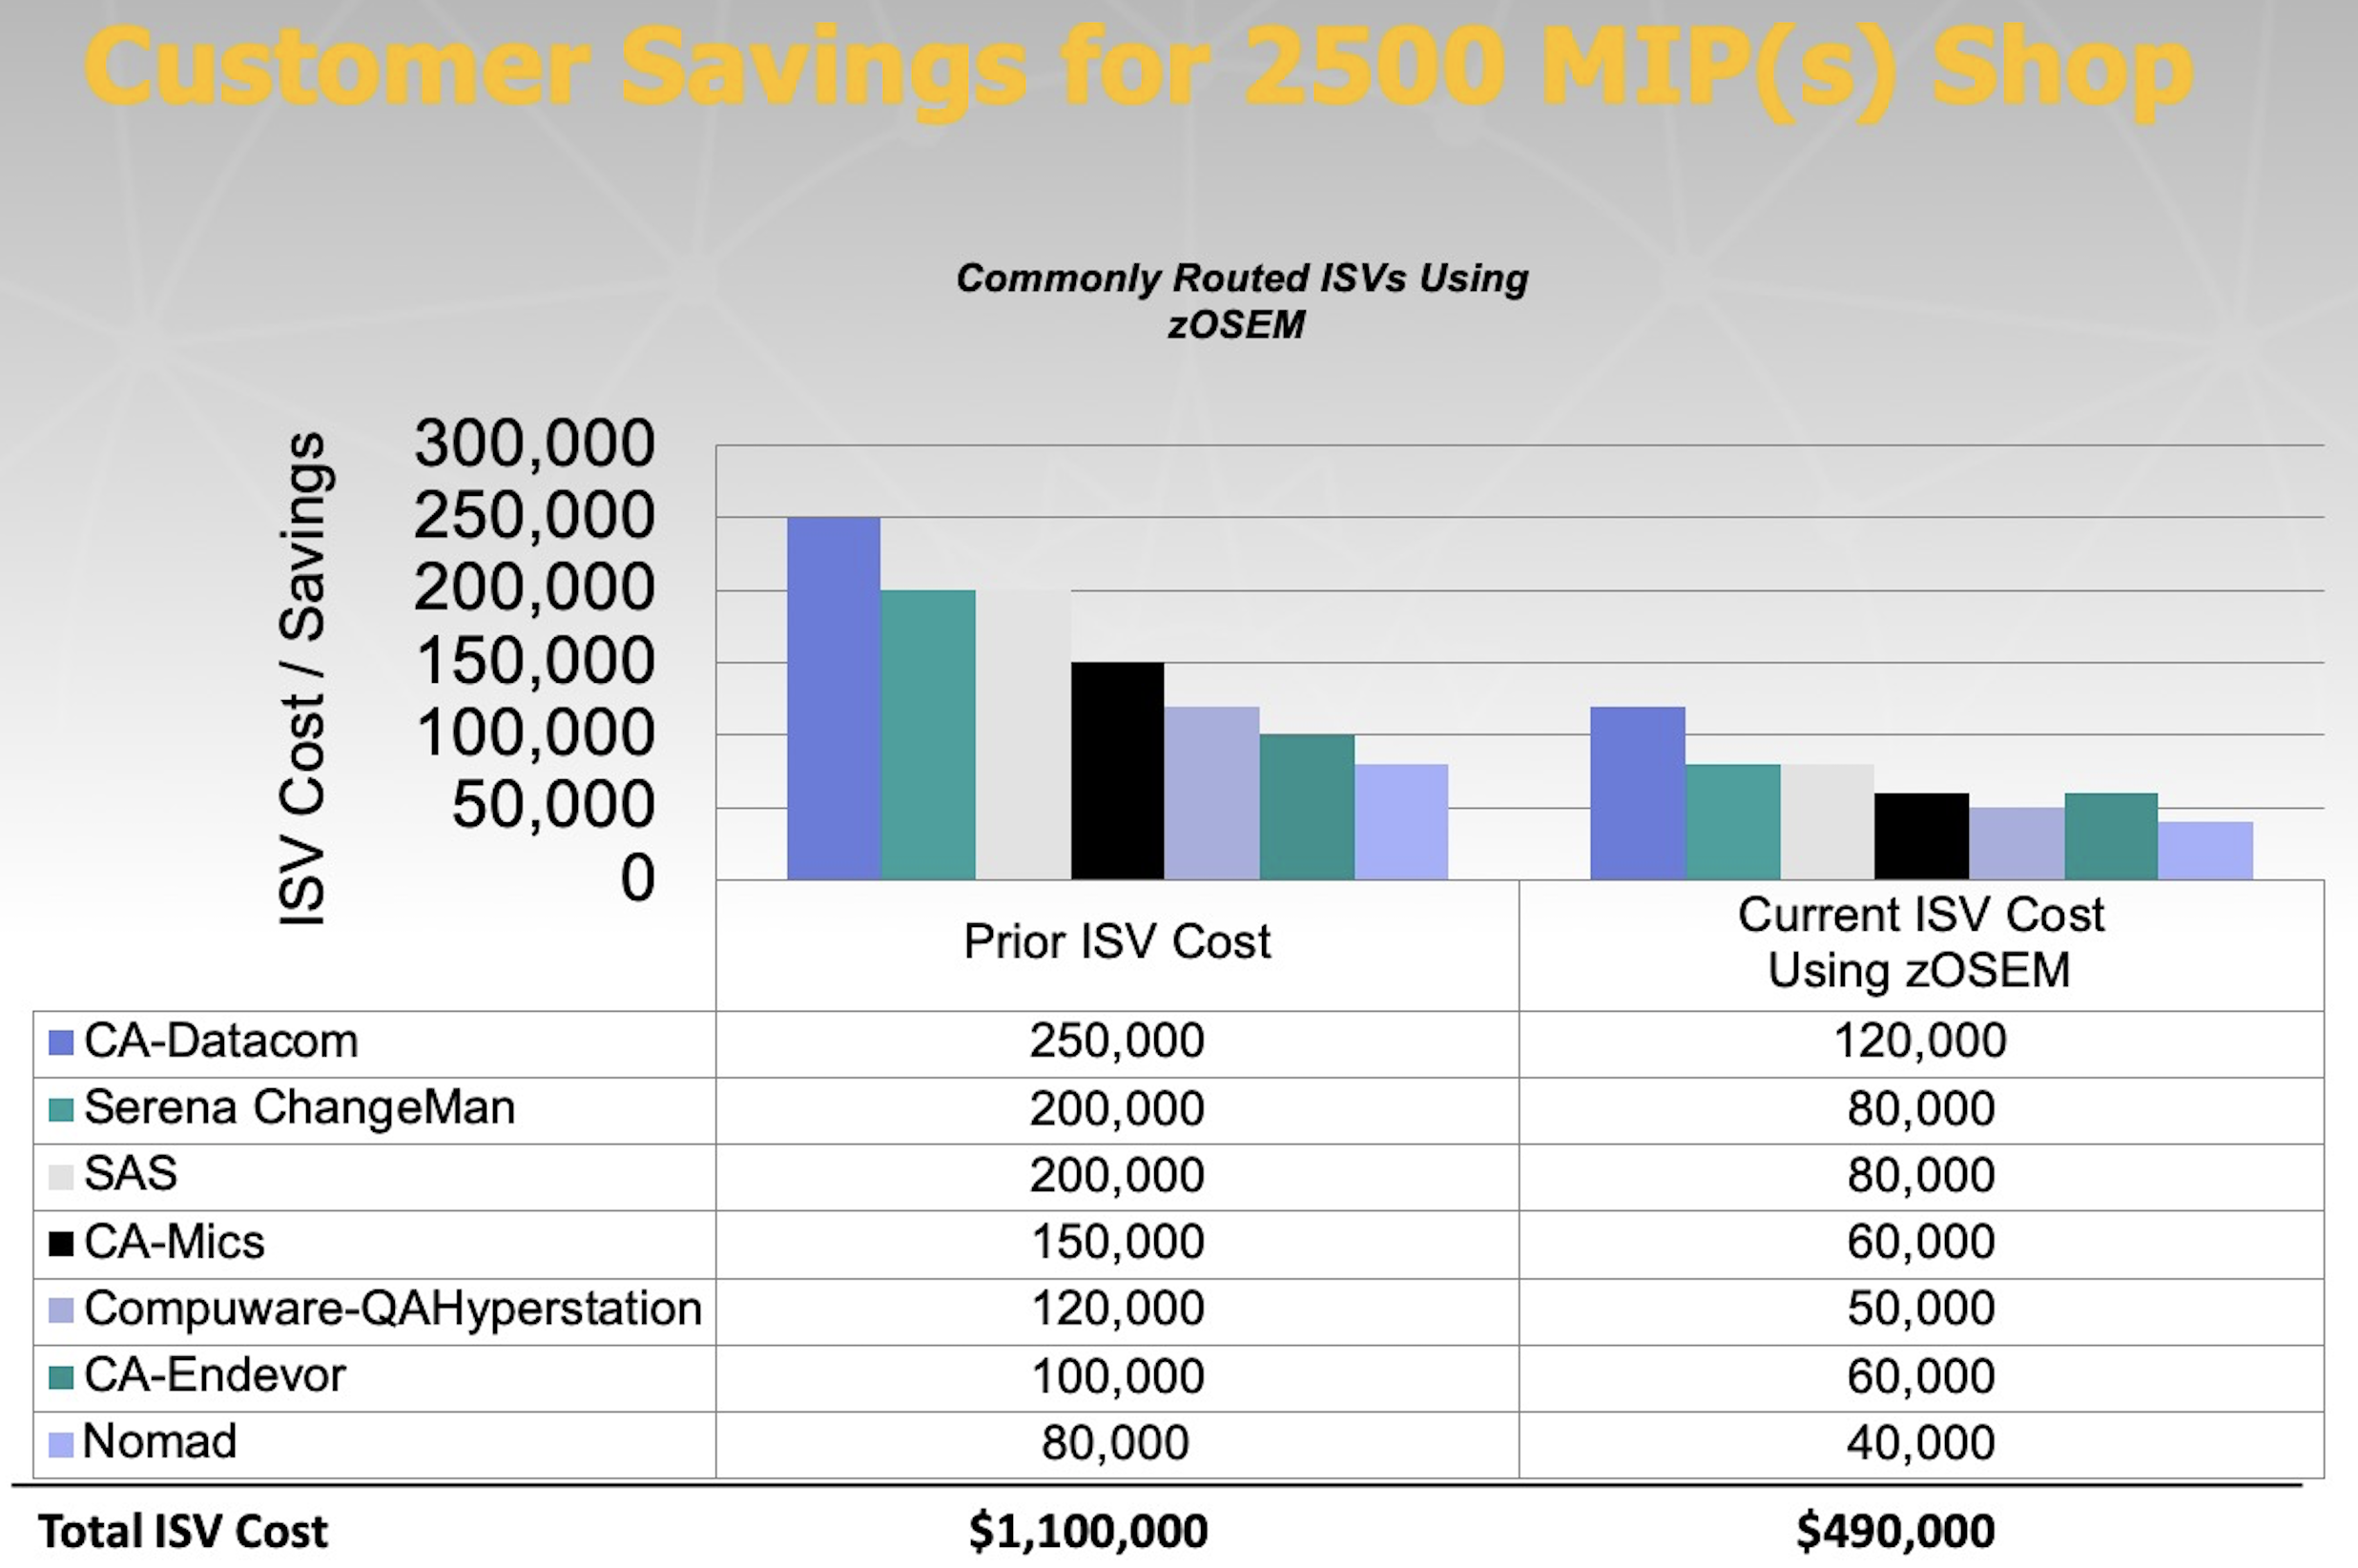 Customer Savings for 2500 MIP(s) Shop
Commonly Routed ISVs Using
zOSEM
ISV Cost / Savings
300,000
250,000
200,000
150,000
100,000
50,000
0
Prior ISV Cost
Current ISV Cost
Using zOSEM
CA-Datacom 250,000 120,000
Serena ChangeMan 200,000 80,000
SAS 200,000 80,000
CA-Mics 150,000 60,000
Compuware-QAHyperstation 120,000 50,000
CA-Endevor 100,000 60,000
Nomad 80,000 40,000
Total ISV Cost $1,100,000 $490,000